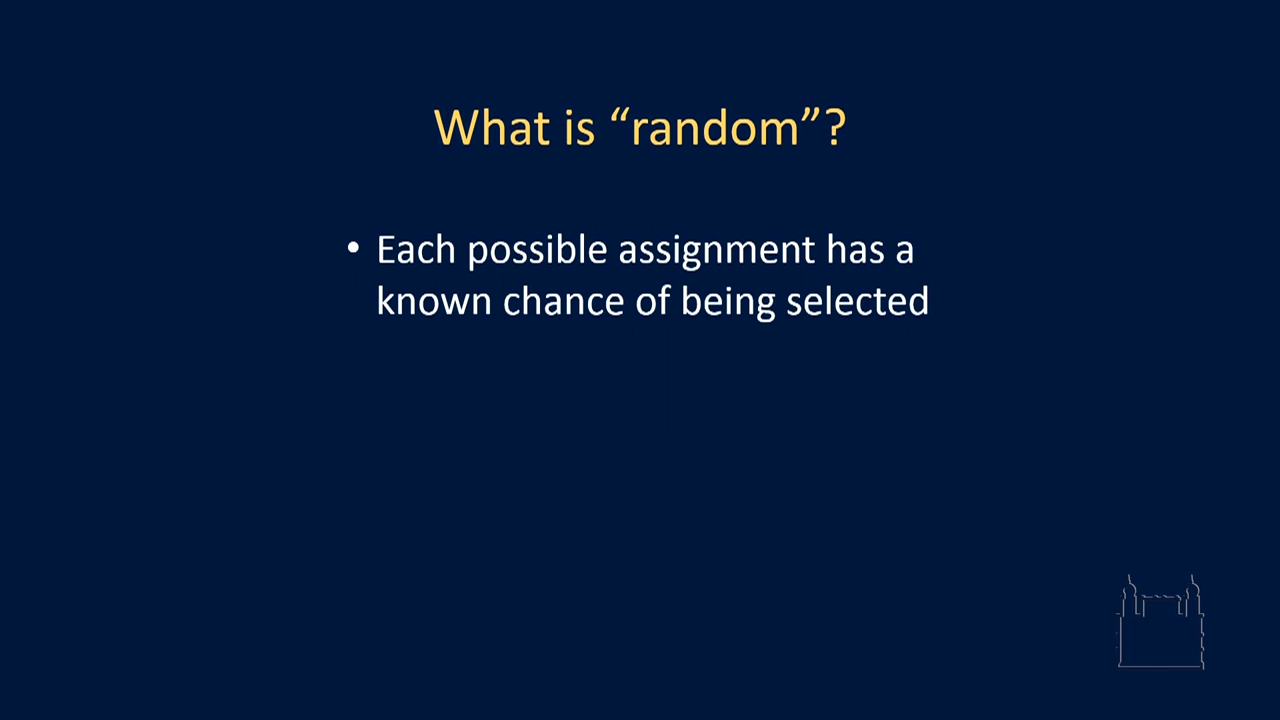 What is “random”?
• Each possible assignment has a
known chance of being selected